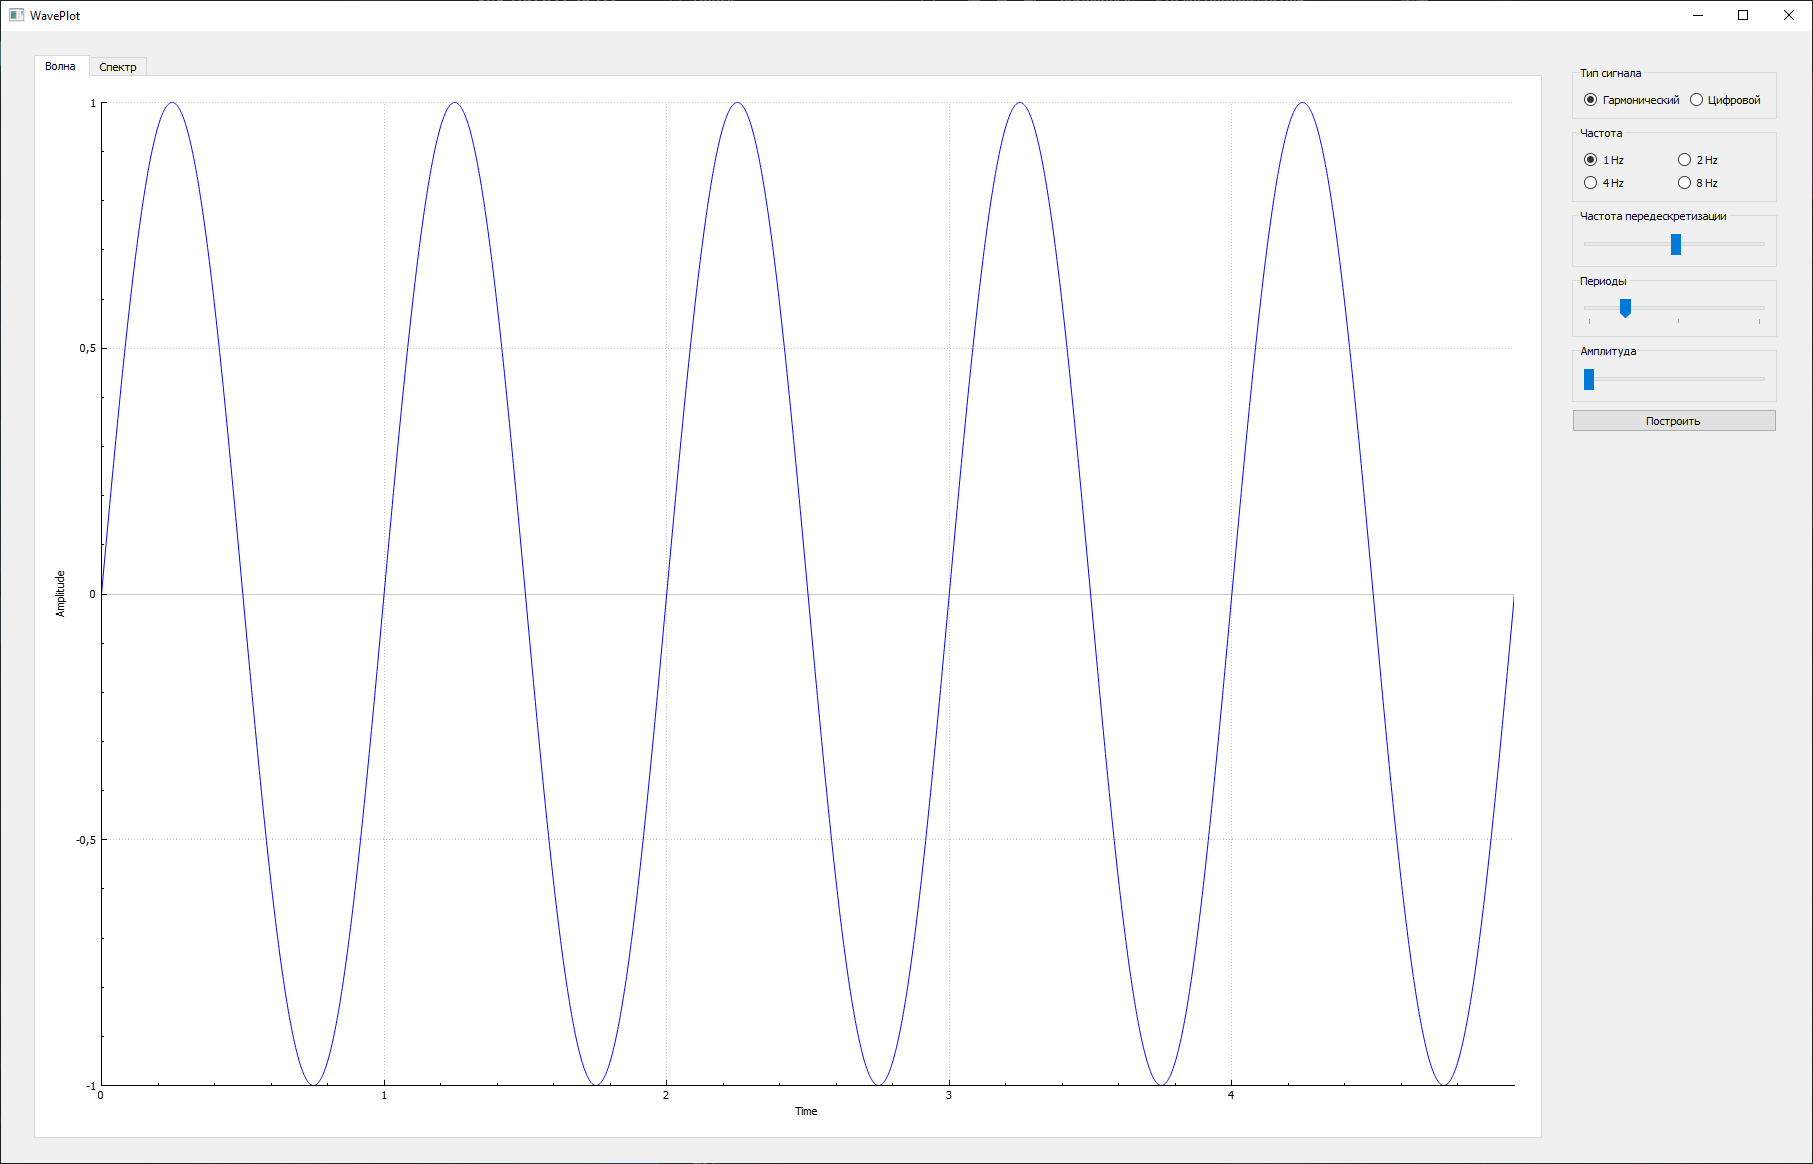 WavePlot
Волна Спектр
1
0,5
0
-0,5
-1
Amplitude
0 1 2 3 4
Time
Тип сигнала
Гармонический Цифровой
Частота
1 Hz 2 Hz
4 Hz 8 Hz
Частота передескретизации
Периоды
Амплитуда
Построить